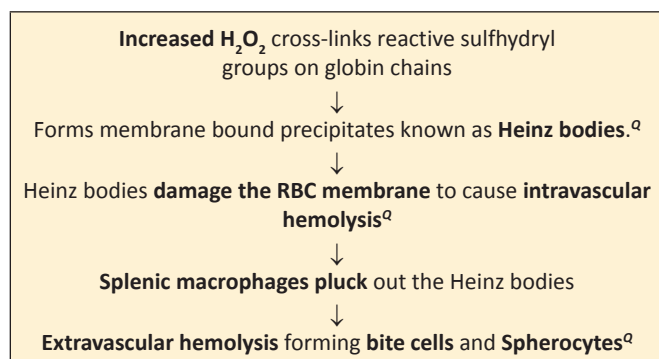 Increased H₂O₂ cross-links reactive sulfhydryl
groups on globin chains
↓
Forms membrane bound precipitates known as Heinz bodies.Q
↓
Heinz bodies damage the RBC membrane to cause intravascular
hemolysisQ
↓
Splenic macrophages pluck out the Heinz bodies
↓
Extravascular hemolysis forming bite cells and SpherocytesQ